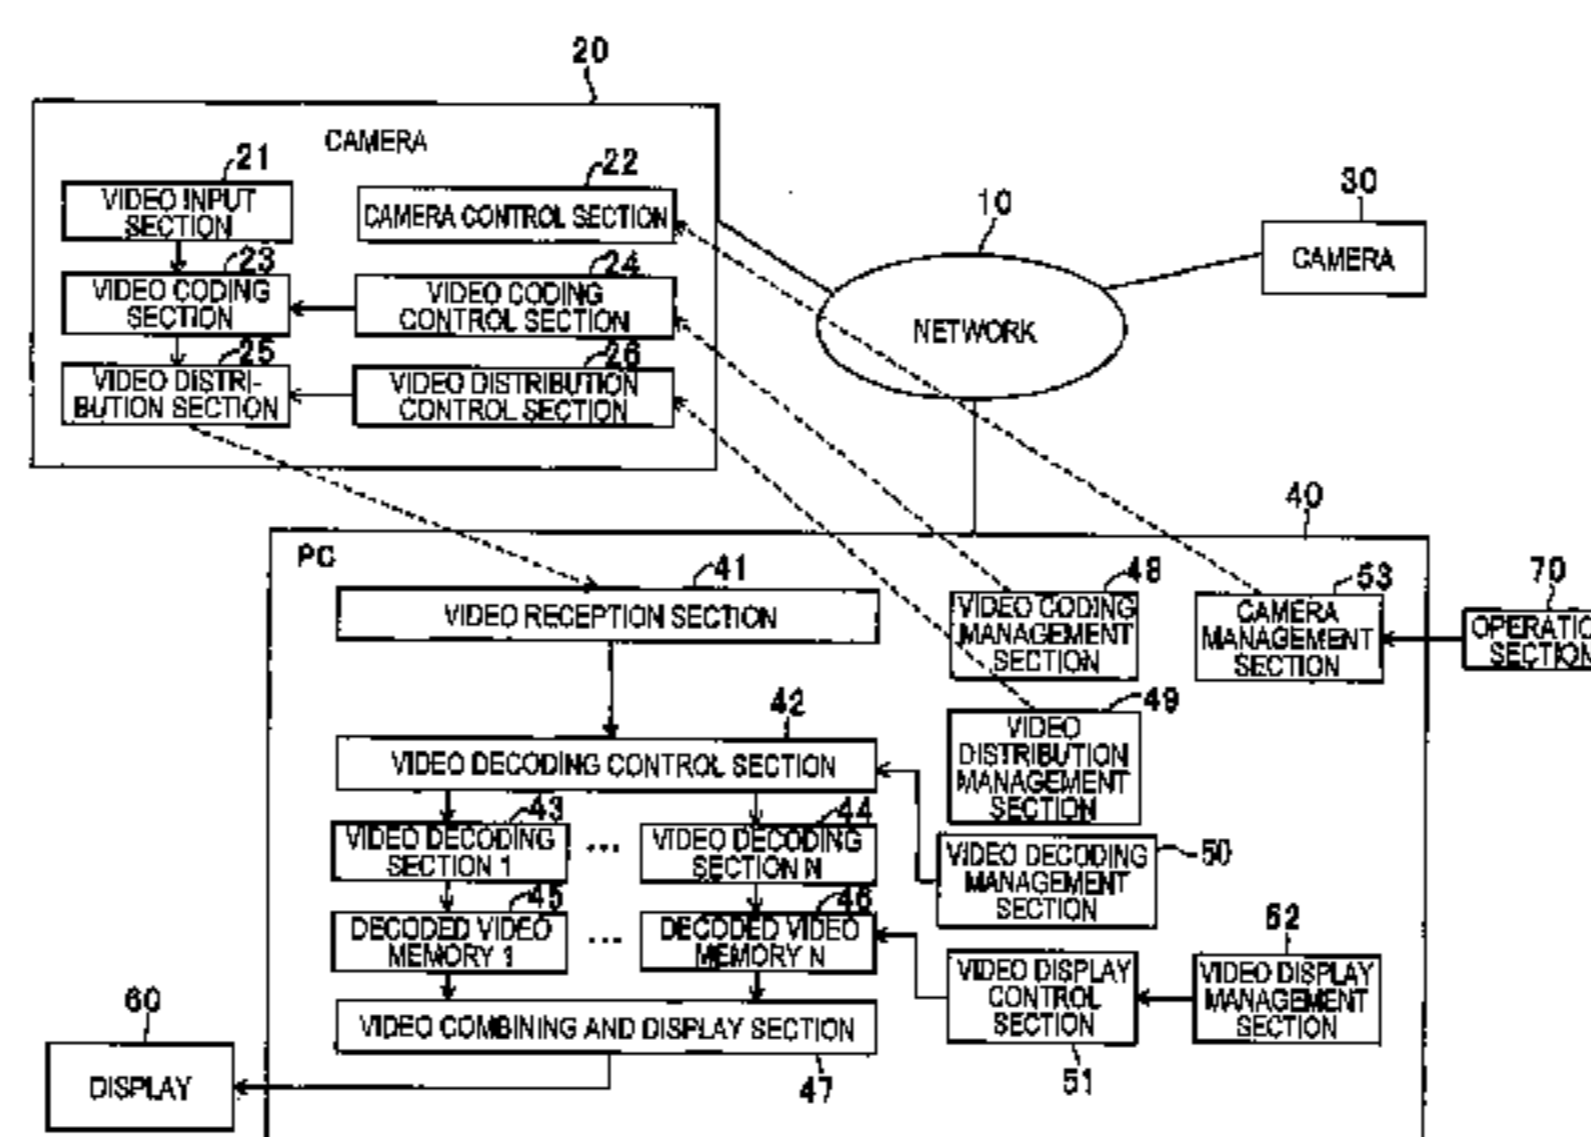 20
CAMERA
21
VIDEO INPUT
SECTION
22
CAMERA CONTROL SECTION
23
VIDEO CODING
SECTION
24
VIDEO CODING
CONTROL SECTION
25
VIDEO DISTRI-
BUTION SECTION
26
VIDEO DISTRIBUTION
CONTROL SECTION
10
NETWORK
30
CAMERA
40
PC
41
VIDEO RECEPTION SECTION
48
VIDEO CODING
MANAGEMENT
SECTION
53
CAMERA
MANAGEMENT
SECTION
70
OPERATIO
SECTION
42
VIDEO DECODING CONTROL SECTION
49
VIDEO
DISTRIBUTION
MANAGEMENT
SECTION
43
VIDEO DECODING
SECTION 1
...
44
VIDEO DECODING
SECTION N
50
VIDEO DECODING
MANAGEMENT
SECTION
45
DECODED VIDEO
MEMORY 1
...
46
DECODED VIDEO
MEMORY N
51
VIDEO DISPLAY
CONTROL
SECTION
52
VIDEO DISPLAY
MANAGEMENT
SECTION
VIDEO COMBINING AND DISPLAY SECTION
47
60
DISPLAY